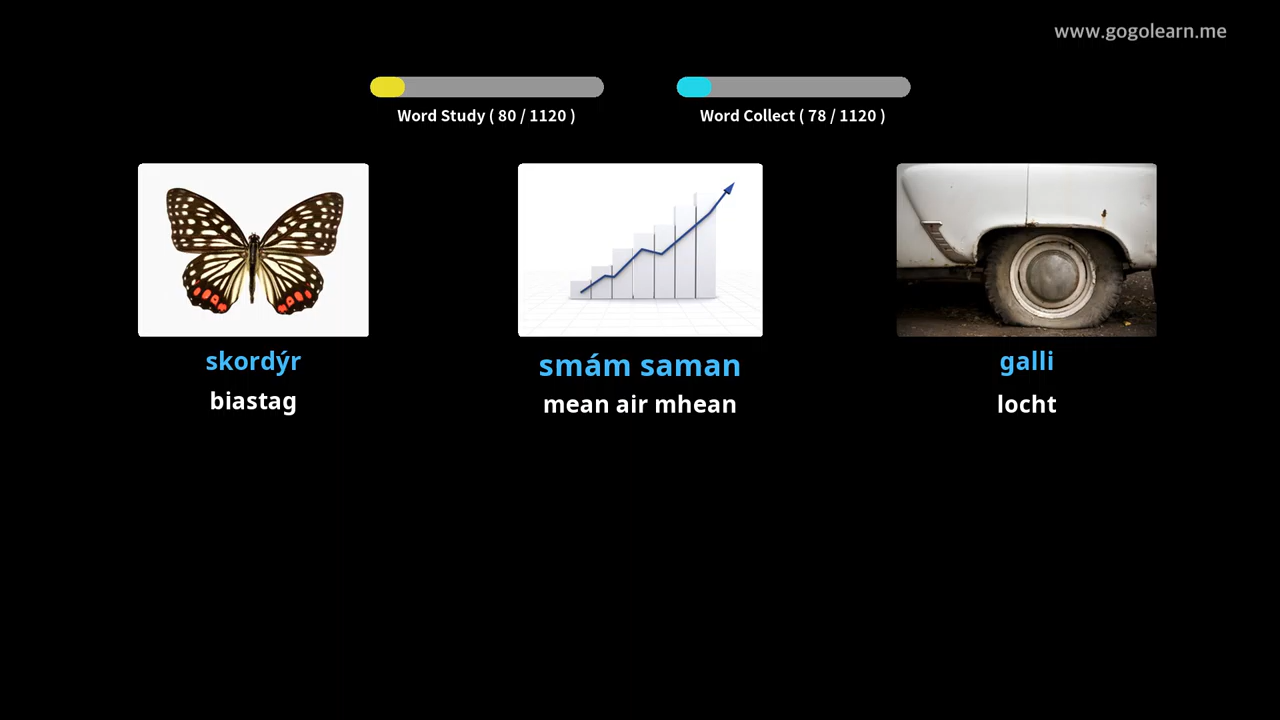 www.gogolearn.me
Word Study ( 80 / 1120 )
Word Collect ( 78 / 1120 )
skordýr
biastag
smám saman
mean air mhean
galli
locht